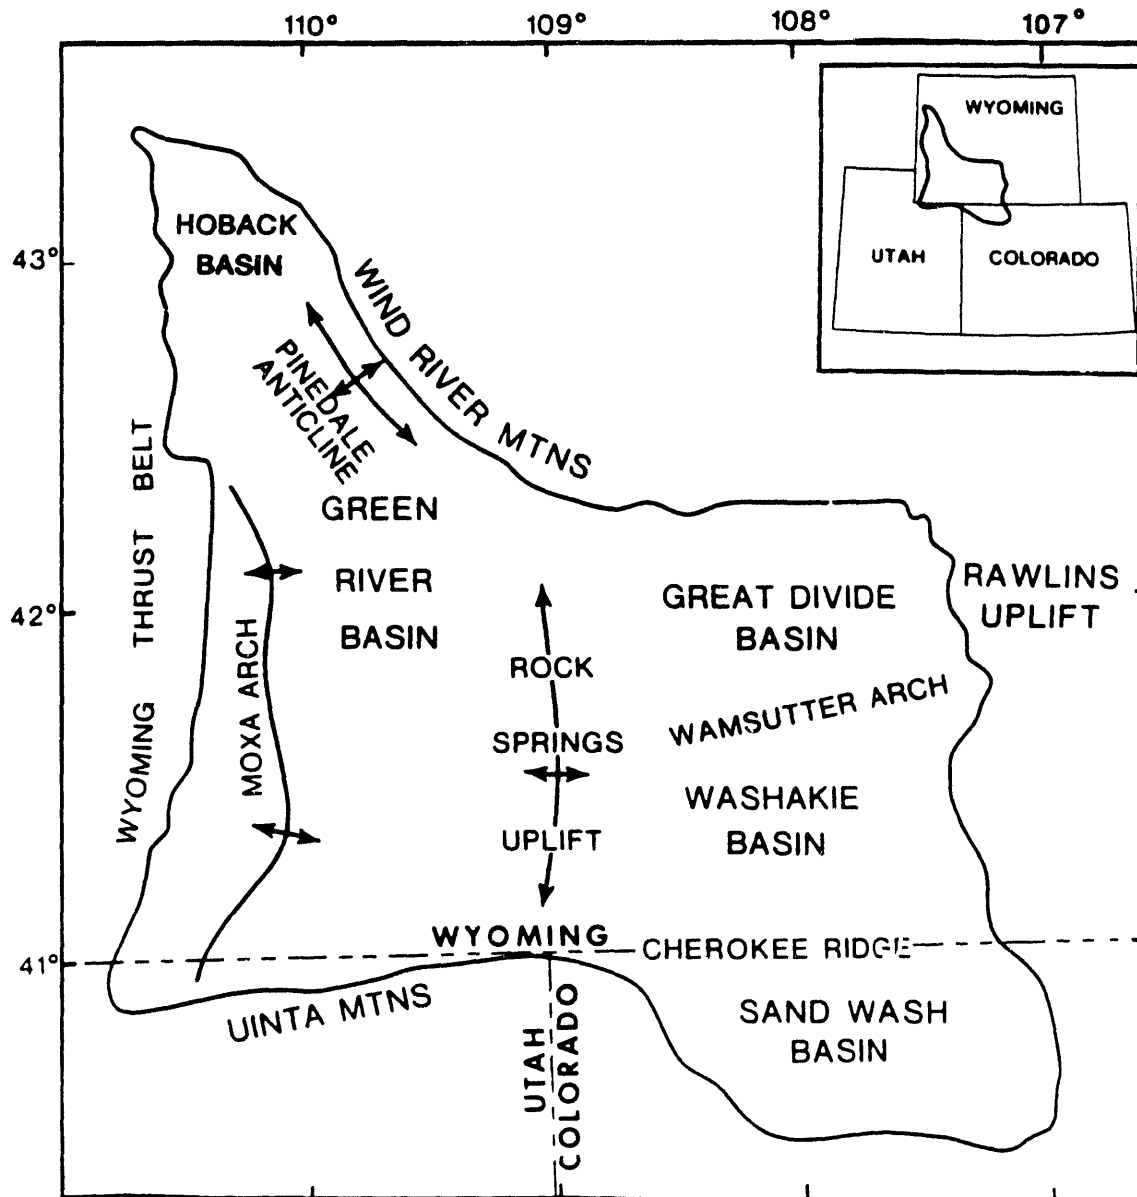 110°
109°
108°
107°
WYOMING
UTAH
COLORADO
HOBACK
BASIN
43°
WIND RIVER MTNS
PINEDALE
ANTICLINE
WYOMING THRUST BELT
GREEN
RIVER
BASIN
42°
MOXA ARCH
ROCK
SPRINGS
UPLIFT
GREAT DIVIDE
BASIN
RAWLINS
UPLIFT
WAMSUTTER ARCH
WASHAKIE
BASIN
WYOMING
CHEROKEE RIDGE
41°
UINTA MTNS
UTAH
COLORADO
SAND WASH
BASIN